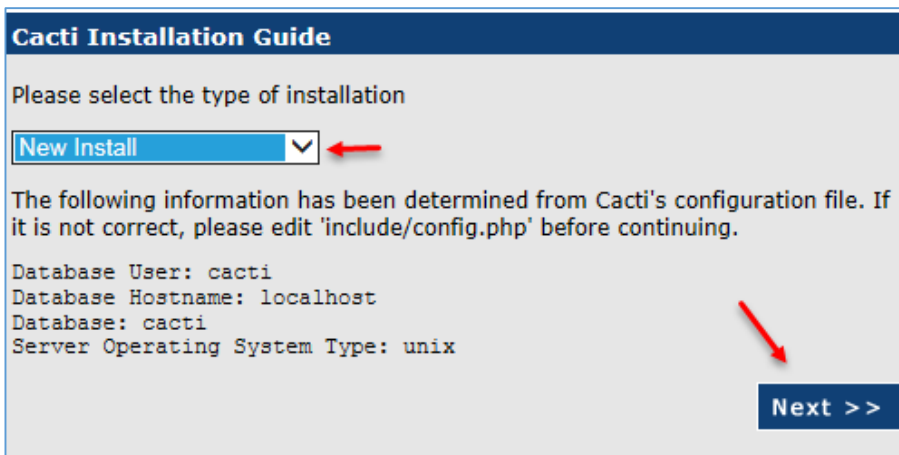 Cacti Installation Guide
Please select the type of installation
New Install
The following information has been determined from Cacti's configuration file. If
it is not correct, please edit 'include/config.php' before continuing.
Database User: cacti
Database Hostname: localhost
Database: cacti
Server Operating System Type: unix
Next >>